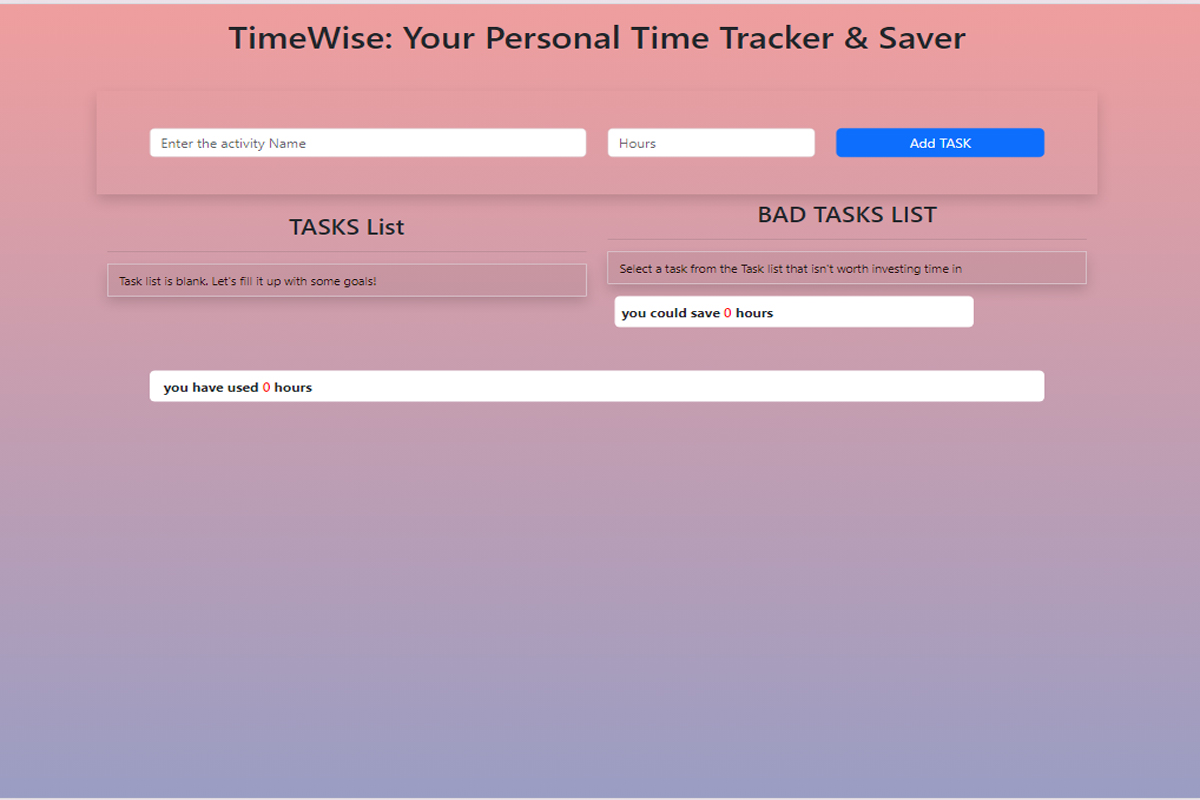 TimeWise: Your Personal Time Tracker & Saver
Enter the activity Name
Hours
Add TASK
TASKS List
Task list is blank. Let's fill it up with some goals!
BAD TASKS LIST
Select a task from the Task list that isn't worth investing time in
you could save 0 hours
you have used 0 hours